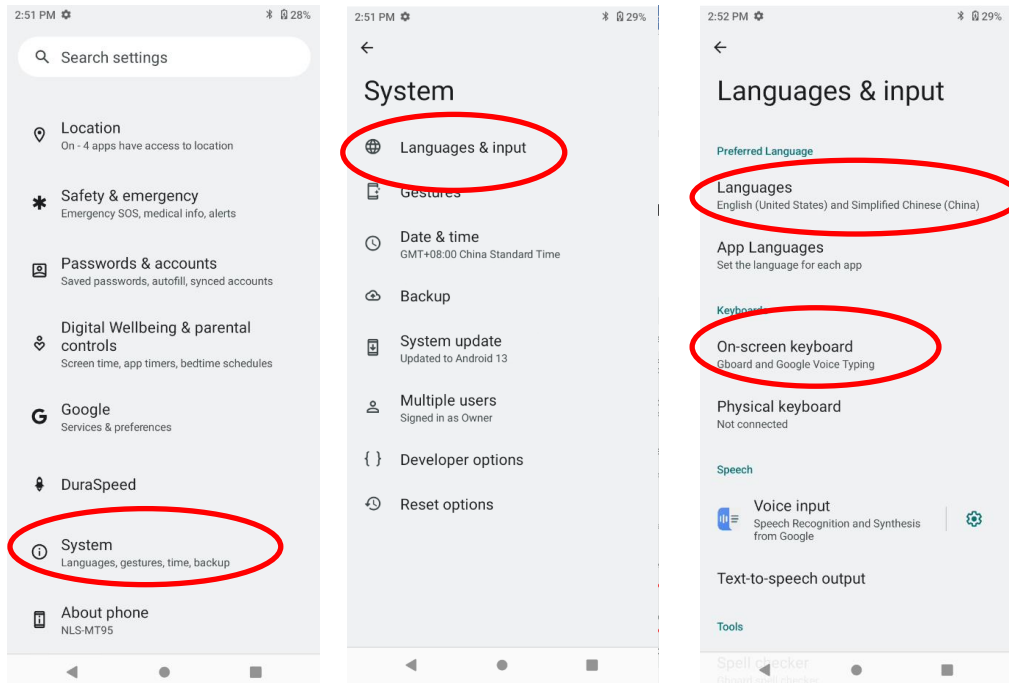 2:51 PM 28%
Search settings
Location
On - 4 apps have access to location
Safety & emergency
Emergency SOS, medical info, alerts
Passwords & accounts
Saved passwords, autofill, synced accounts
Digital Wellbeing & parental
controls
Screen time, app timers, bedtime schedules
Google
Services & preferences
DuraSpeed
System
Languages, gestures, time, backup
About phone
NLS-MT95
2:51 PM 29%
System
Languages & input
Gestures
Date & time
GMT+08:00 China Standard Time
Backup
System update
Updated to Android 13
Multiple users
Signed in as Owner
Developer options
Reset options
2:52 PM 29%
Languages & input
Preferred Language
Languages
English (United States) and Simplified Chinese (China)
App Languages
Set the language for each app
Keyboards
On-screen keyboard
Gboard and Google Voice Typing
Physical keyboard
Not connected
Speech
Voice input
Speech Recognition and Synthesis
from Google
Text-to-speech output
Tools
Spell checker
Gboard spell checker